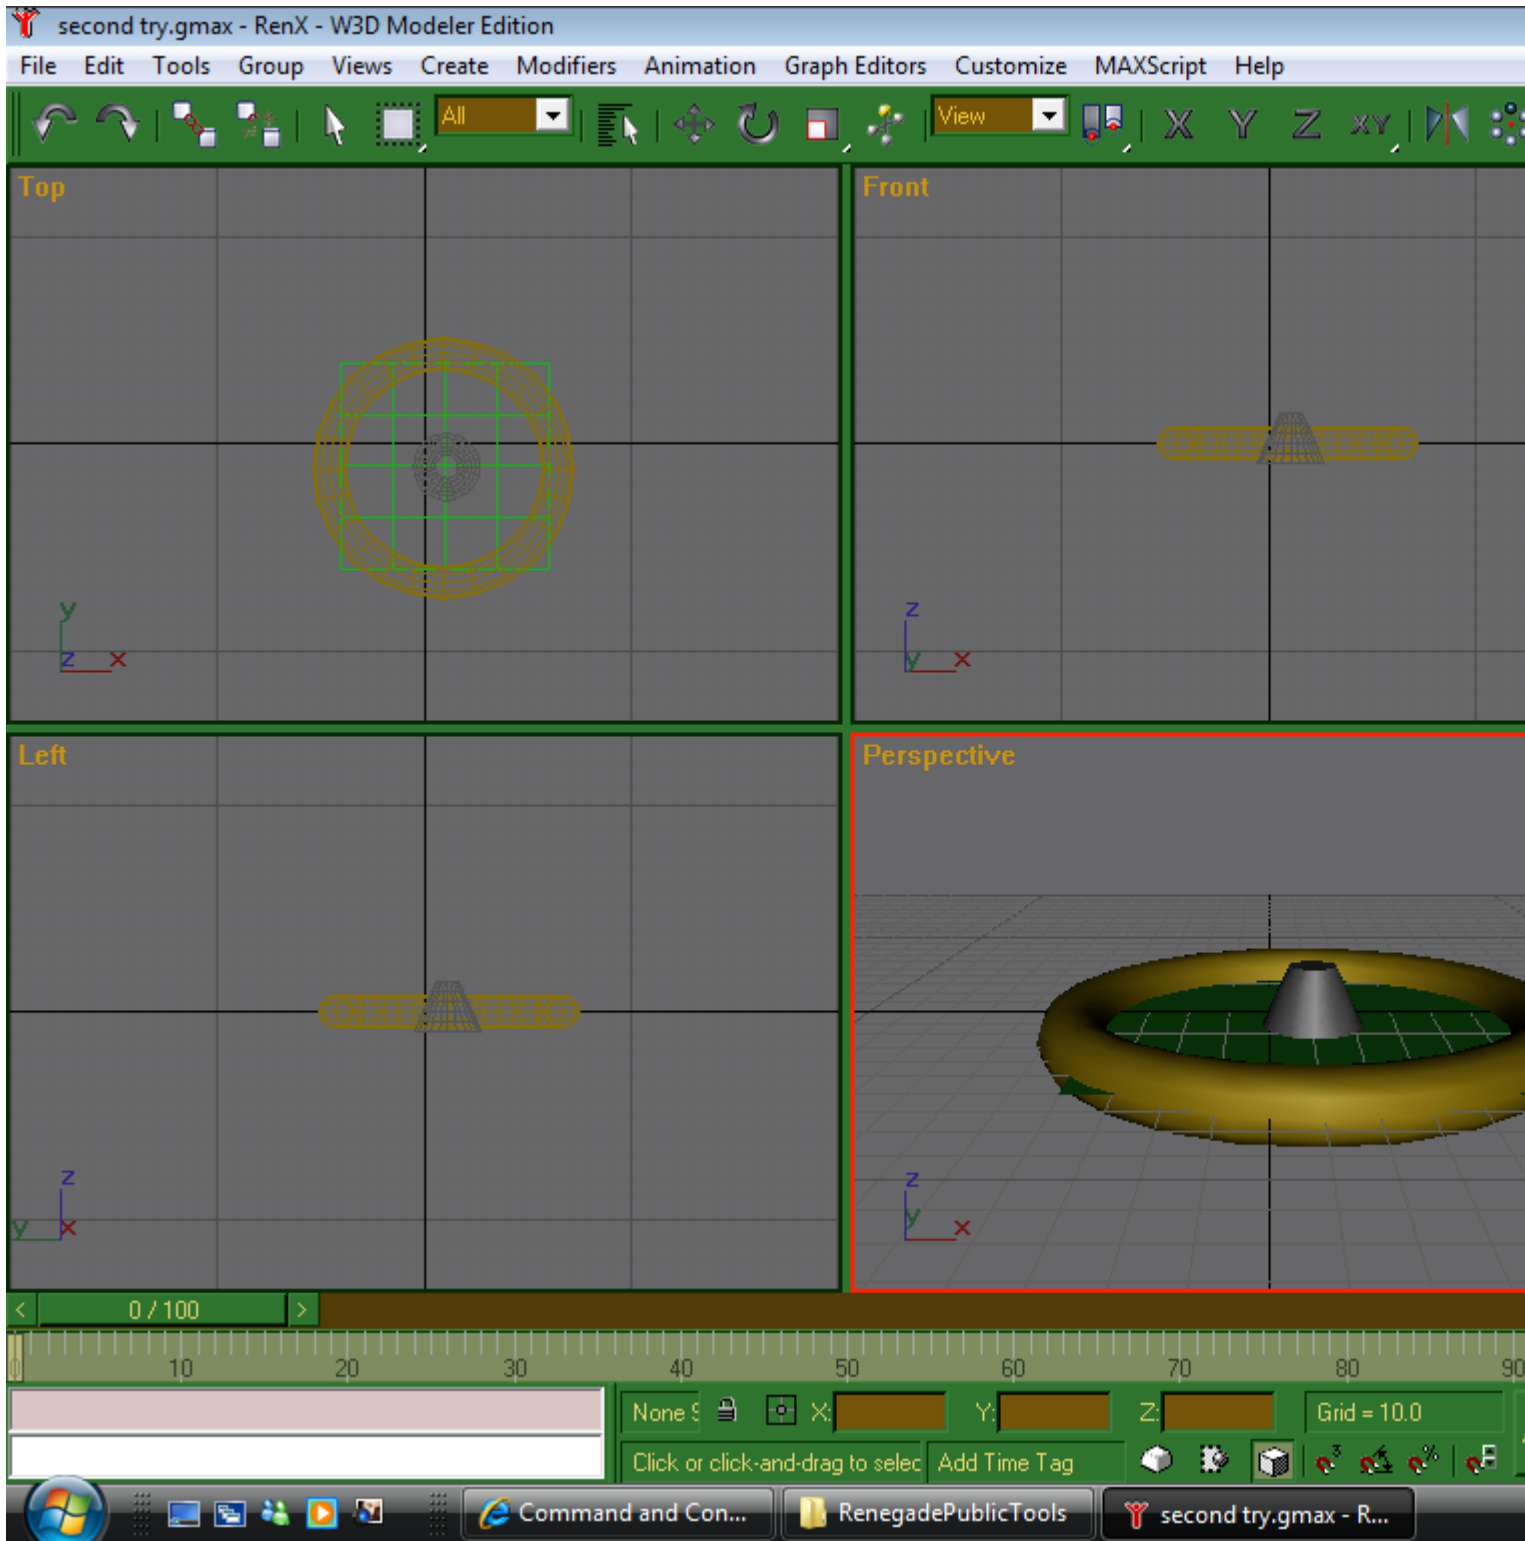 second try.gmax - RenX - W3D Modeler Edition
File Edit Tools Group Views Create Modifiers Animation Graph Editors Customize MAXScript Help
All View X Y Z XY
Top Front
y z
z x y x
Left Perspective
z z
y x y x
< 0 / 100 >
0 10 20 30 40 50 60 70 80 90
None S X: Y: Z: Grid = 10.0
Click or click-and-drag to selec Add Time Tag 3 %
Command and Con... RenegadePublicTools second try.gmax - R...